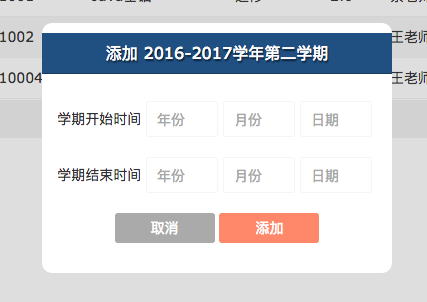 1002
王老师
10004
王老师
添加 2016-2017学年第二学期
学期开始时间 年份 月份 日期
学期结束时间 年份 月份 日期
取消 添加